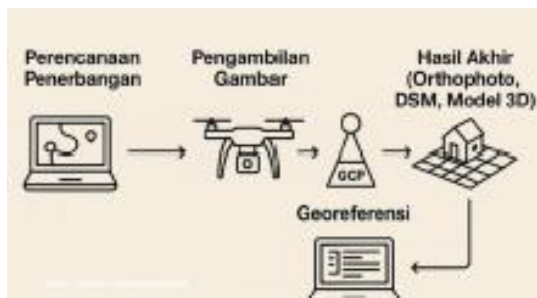 Perencanaan
Penerbangan
Pengambilan
Gambar
Hasil Akhir
(Orthophoto,
DSM, Model 3D)
GCP
Georeferensi